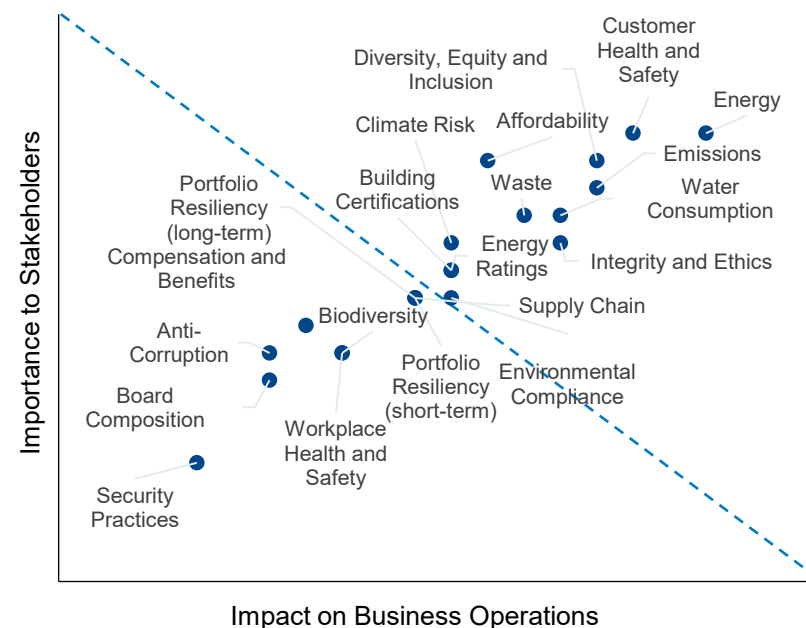 Customer
Health and
Safety
Diversity, Equity and
Inclusion
Energy
Climate Risk
Affordability
Emissions
Portfolio
Resiliency
(long-term)
Building
Certifications
Waste
Water
Consumption
Compensation and
Benefits
Energy
Ratings
Integrity and Ethics
Biodiversity
Supply Chain
Anti-
Corruption
Portfolio
Resiliency
(short-term)
Environmental
Compliance
Board
Composition
Workplace
Health and
Safety
Security
Practices
Importance to Stakeholders
Impact on Business Operations